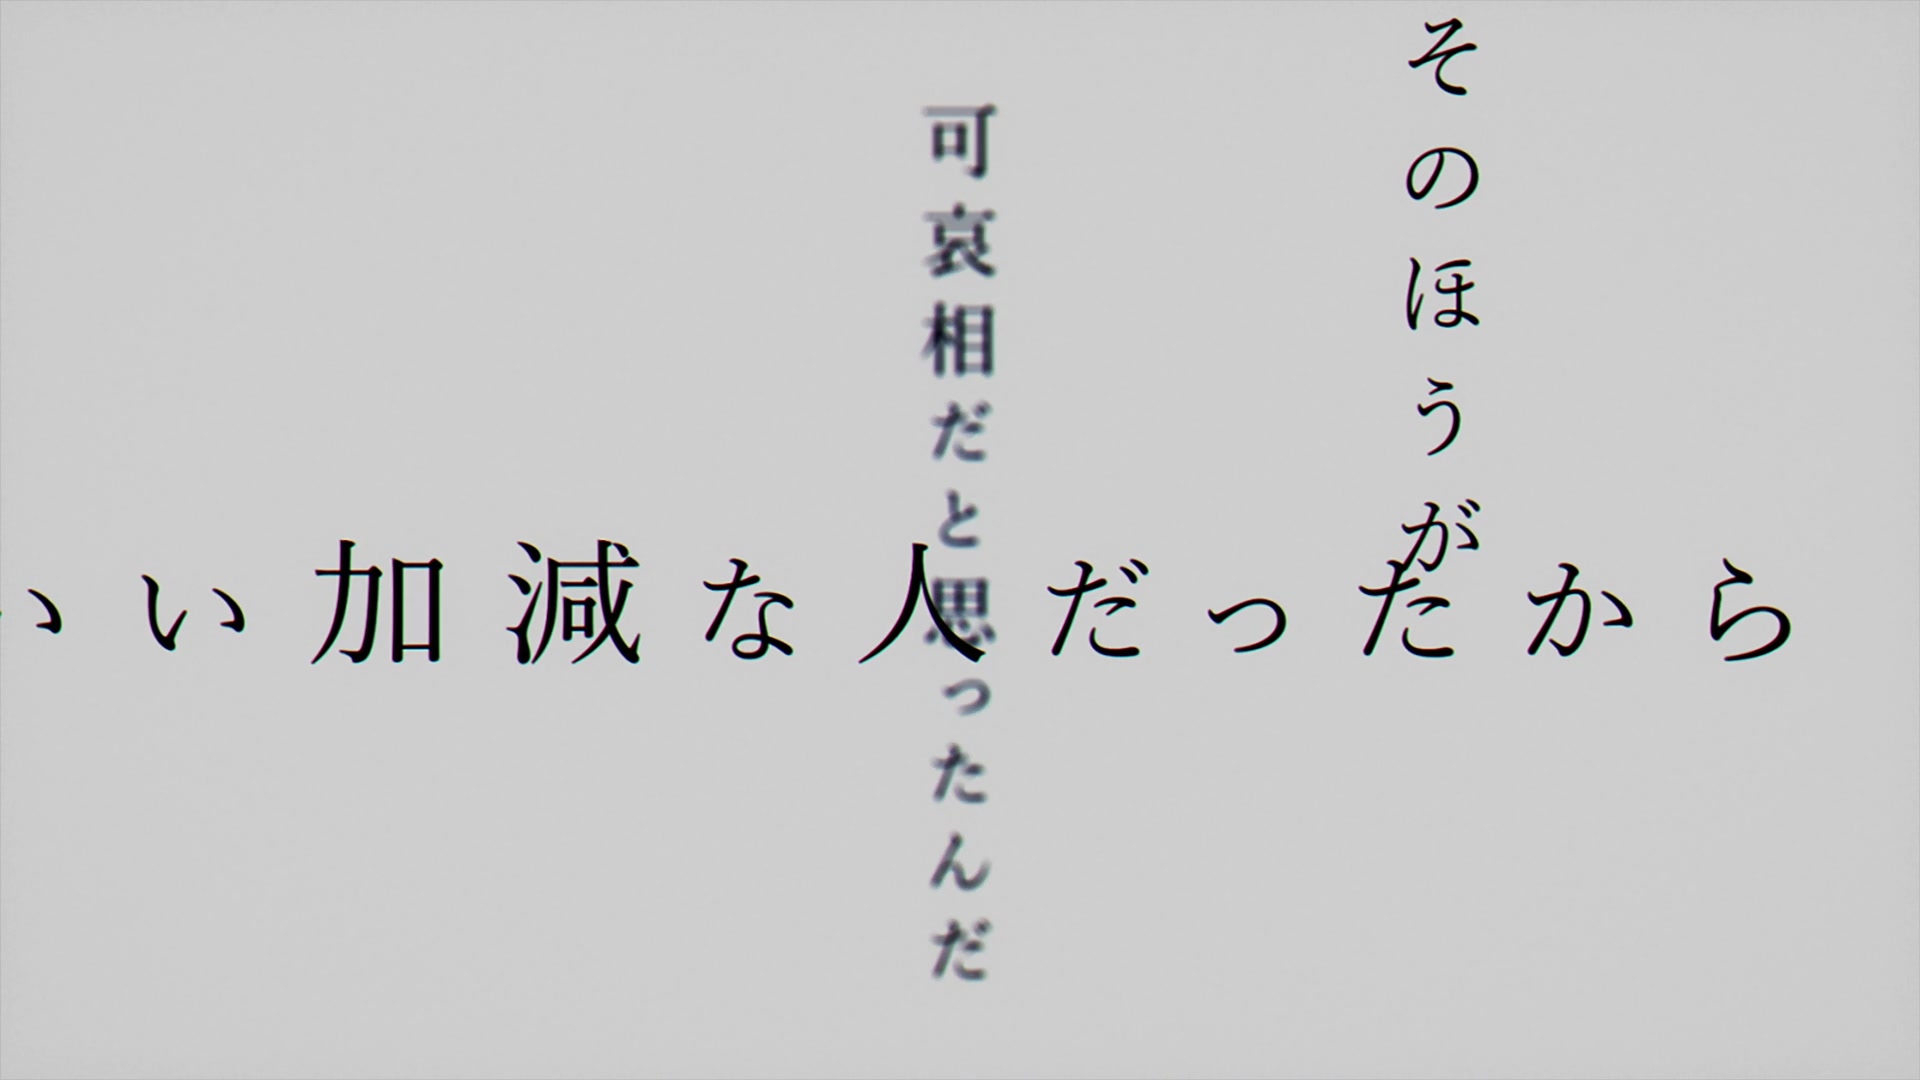 そのほうが
可哀相だと思ったんだ
いい加減な人だったから